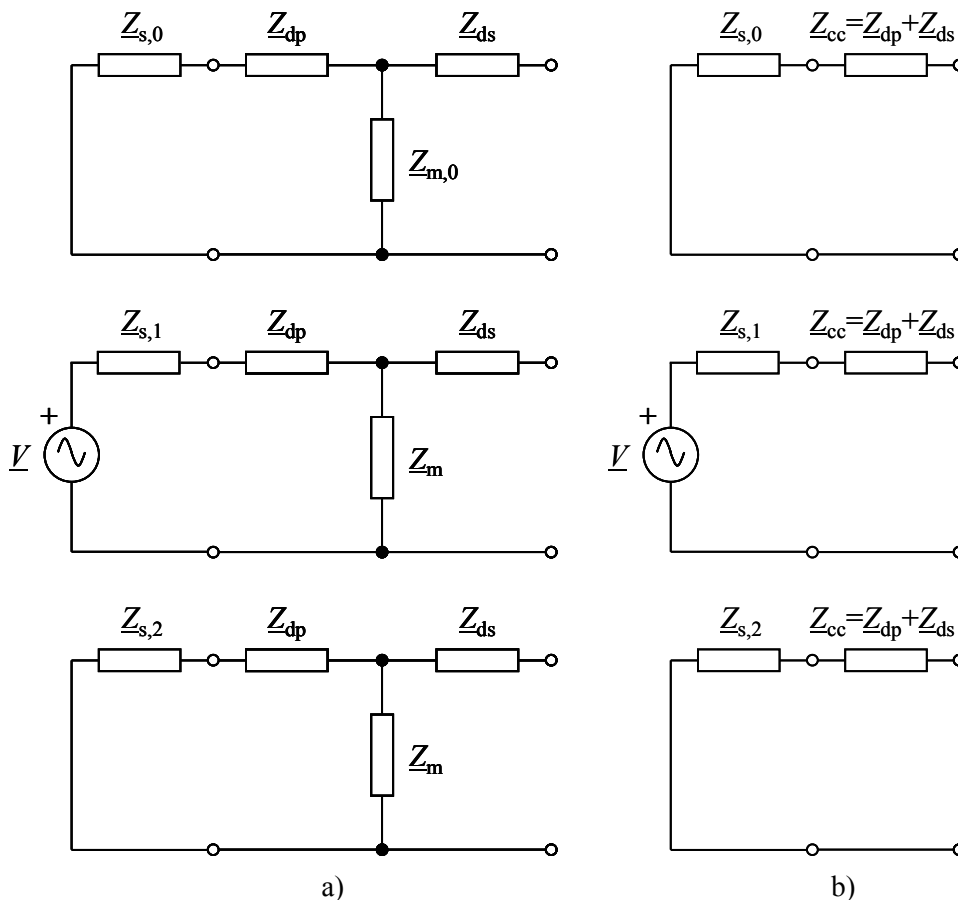 Z_s,0 Z_dp Z_ds Z_cc=Z_dp+Z_ds
Z_m,0
Z_s,0
Z_s,1 Z_dp Z_ds Z_s,1 Z_cc=Z_dp+Z_ds
+ +
V Z_m V
Z_s,2 Z_dp Z_ds Z_s,2 Z_cc=Z_dp+Z_ds
Z_m
a) b)